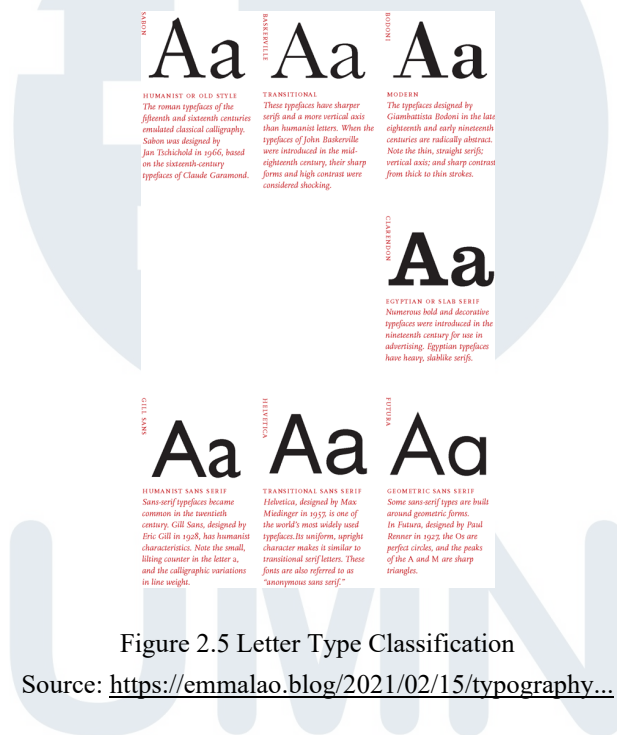 SABON
Aa
HUMANIST OR OLD STYLE
The roman typefaces of the
fifteenth and sixteenth centuries
emulated classical calligraphy.
Sabon was designed by
Jan Tschichold in 1966, based
on the sixteenth-century
typefaces of Claude Garamond.
BASKERVILLE
Aa
TRANSITIONAL
These typefaces have sharper
serifs and a more vertical axis
than humanist letters. When the
typefaces of John Baskerville
were introduced in the mid-
eighteenth century, their sharp
forms and high contrast were
considered shocking.
BODONI
Aa
MODERN
The typefaces designed by
Giambattista Bodoni in the late
eighteenth and early nineteenth
centuries are radically abstract.
Note the thin, straight serifs;
vertical axis; and sharp contrast
from thick to thin strokes.
CLARENDON
Aa
EGYPTIAN OR SLAB SERIF
Numerous bold and decorative
typefaces were introduced in the
nineteenth century for use in
advertising. Egyptian typefaces
have heavy, slablike serifs.
GILL SANS
Aa
HUMANIST SANS SERIF
Sans-serif typefaces became
common in the twentieth
century. Gill Sans, designed by
Eric Gill in 1928, has humanist
characteristics. Note the small,
lilting counter in the letter a,
and the calligraphic variations
in line weight.
HELVETICA
Aa
TRANSITIONAL SANS SERIF
Helvetica, designed by Max
Miedinger in 1957, is one of
the world's most widely used
typefaces.Its uniform, upright
character makes it similar to
transitional serif letters. These
fonts are also referred to as
"anonymous sans serif."
FUTURA
Aa
GEOMETRIC SANS SERIF
Some sans-serif types are built
around geometric forms.
In Futura, designed by Paul
Renner in 1927, the Os are
perfect circles, and the peaks
of the A and M are sharp
triangles.
UMN
Figure 2.5 Letter Type Classification
Source: https://emmalao.blog/2021/02/15/typography...